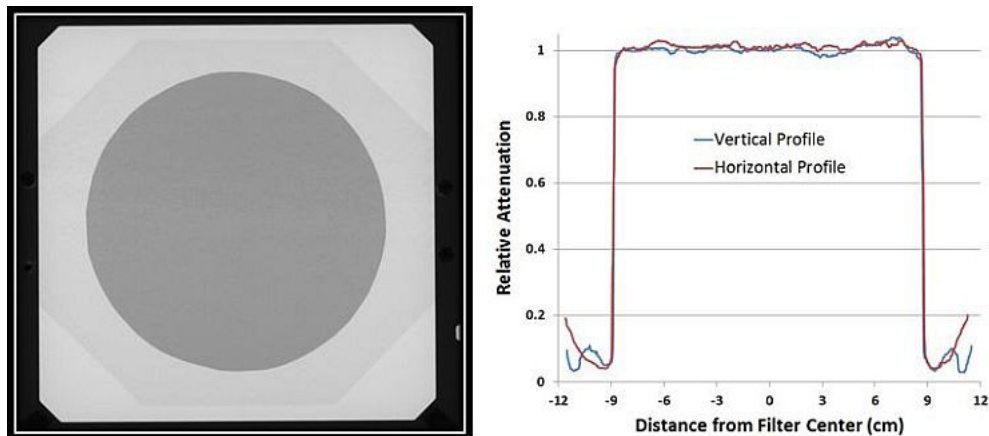 1
0.8
0.6
0.4
0.2
0
Relative Attenuation
Vertical Profile
Horizontal Profile
-12 -9 -6 -3 0 3 6 9 12
Distance from Filter Center (cm)